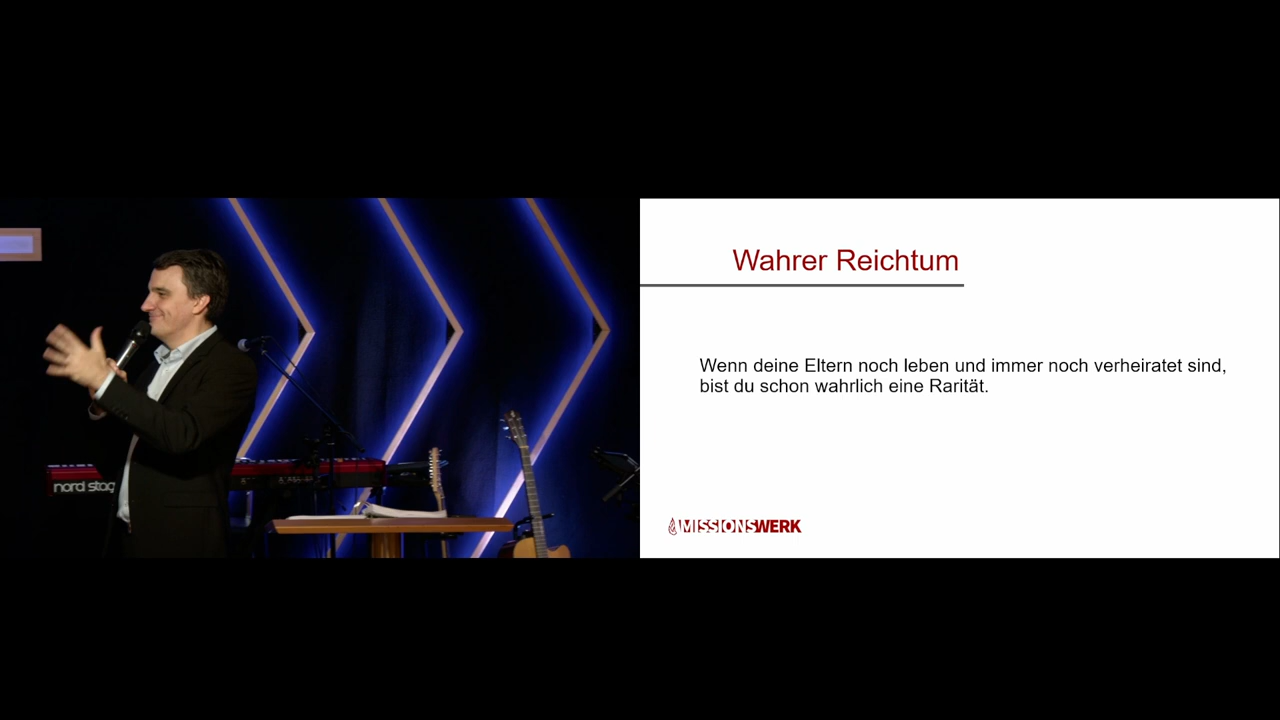 Wahrer Reichtum
Wenn deine Eltern noch leben und immer noch verheiratet sind,
bist du schon wahrlich eine Rarität.
nord stag
MISSIONSWERK